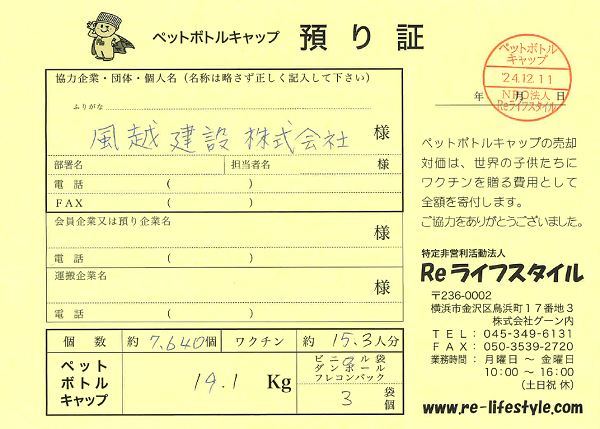 ペットボトルキャップ 預り証
ペットボトル
キャップ
'24.12.11
NPO法人
Reライフスタイル
年 月 日
協力企業・団体・個人名(名称は略さず正しく記入して下さい)
ふりがな
風越建設株式会社 様
部署名 担当者名 様
電話 ( )
FAX ( )
会員企業又は預り企業名
様
電話 ( )
運搬企業名
様
電話 ( )
個数 約 7,640個 ワクチン 約 15.3人分
ペット
ボトル
キャップ
19.1 Kg
ビニール袋
ダンボール
フレコンバック
3 袋
個
ペットボトルキャップの売却
対価は、世界の子供たちに
ワクチンを贈る費用として
全額を寄付します。
ご協力をありがとうございました。
特定非営利活動法人
Reライフスタイル
〒236-0002
横浜市金沢区鳥浜町17番地3
株式会社グーン内
TEL:045-349-6131
FAX:050-3539-2720
業務時間:月曜日〜金曜日
10:00〜16:00
(土日祝休)
www.re-lifestyle.com